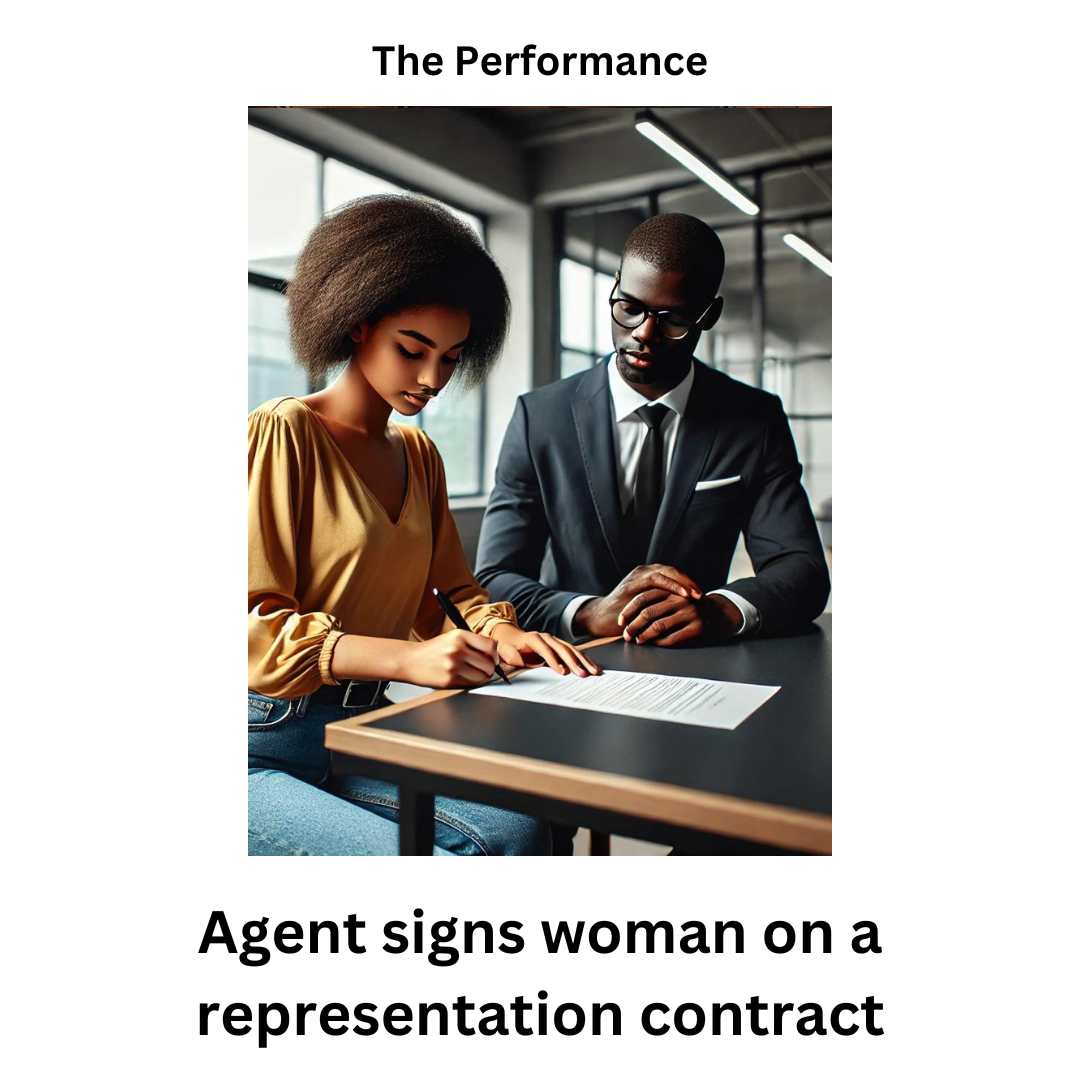 The Performance
Agent signs woman on a
representation contract